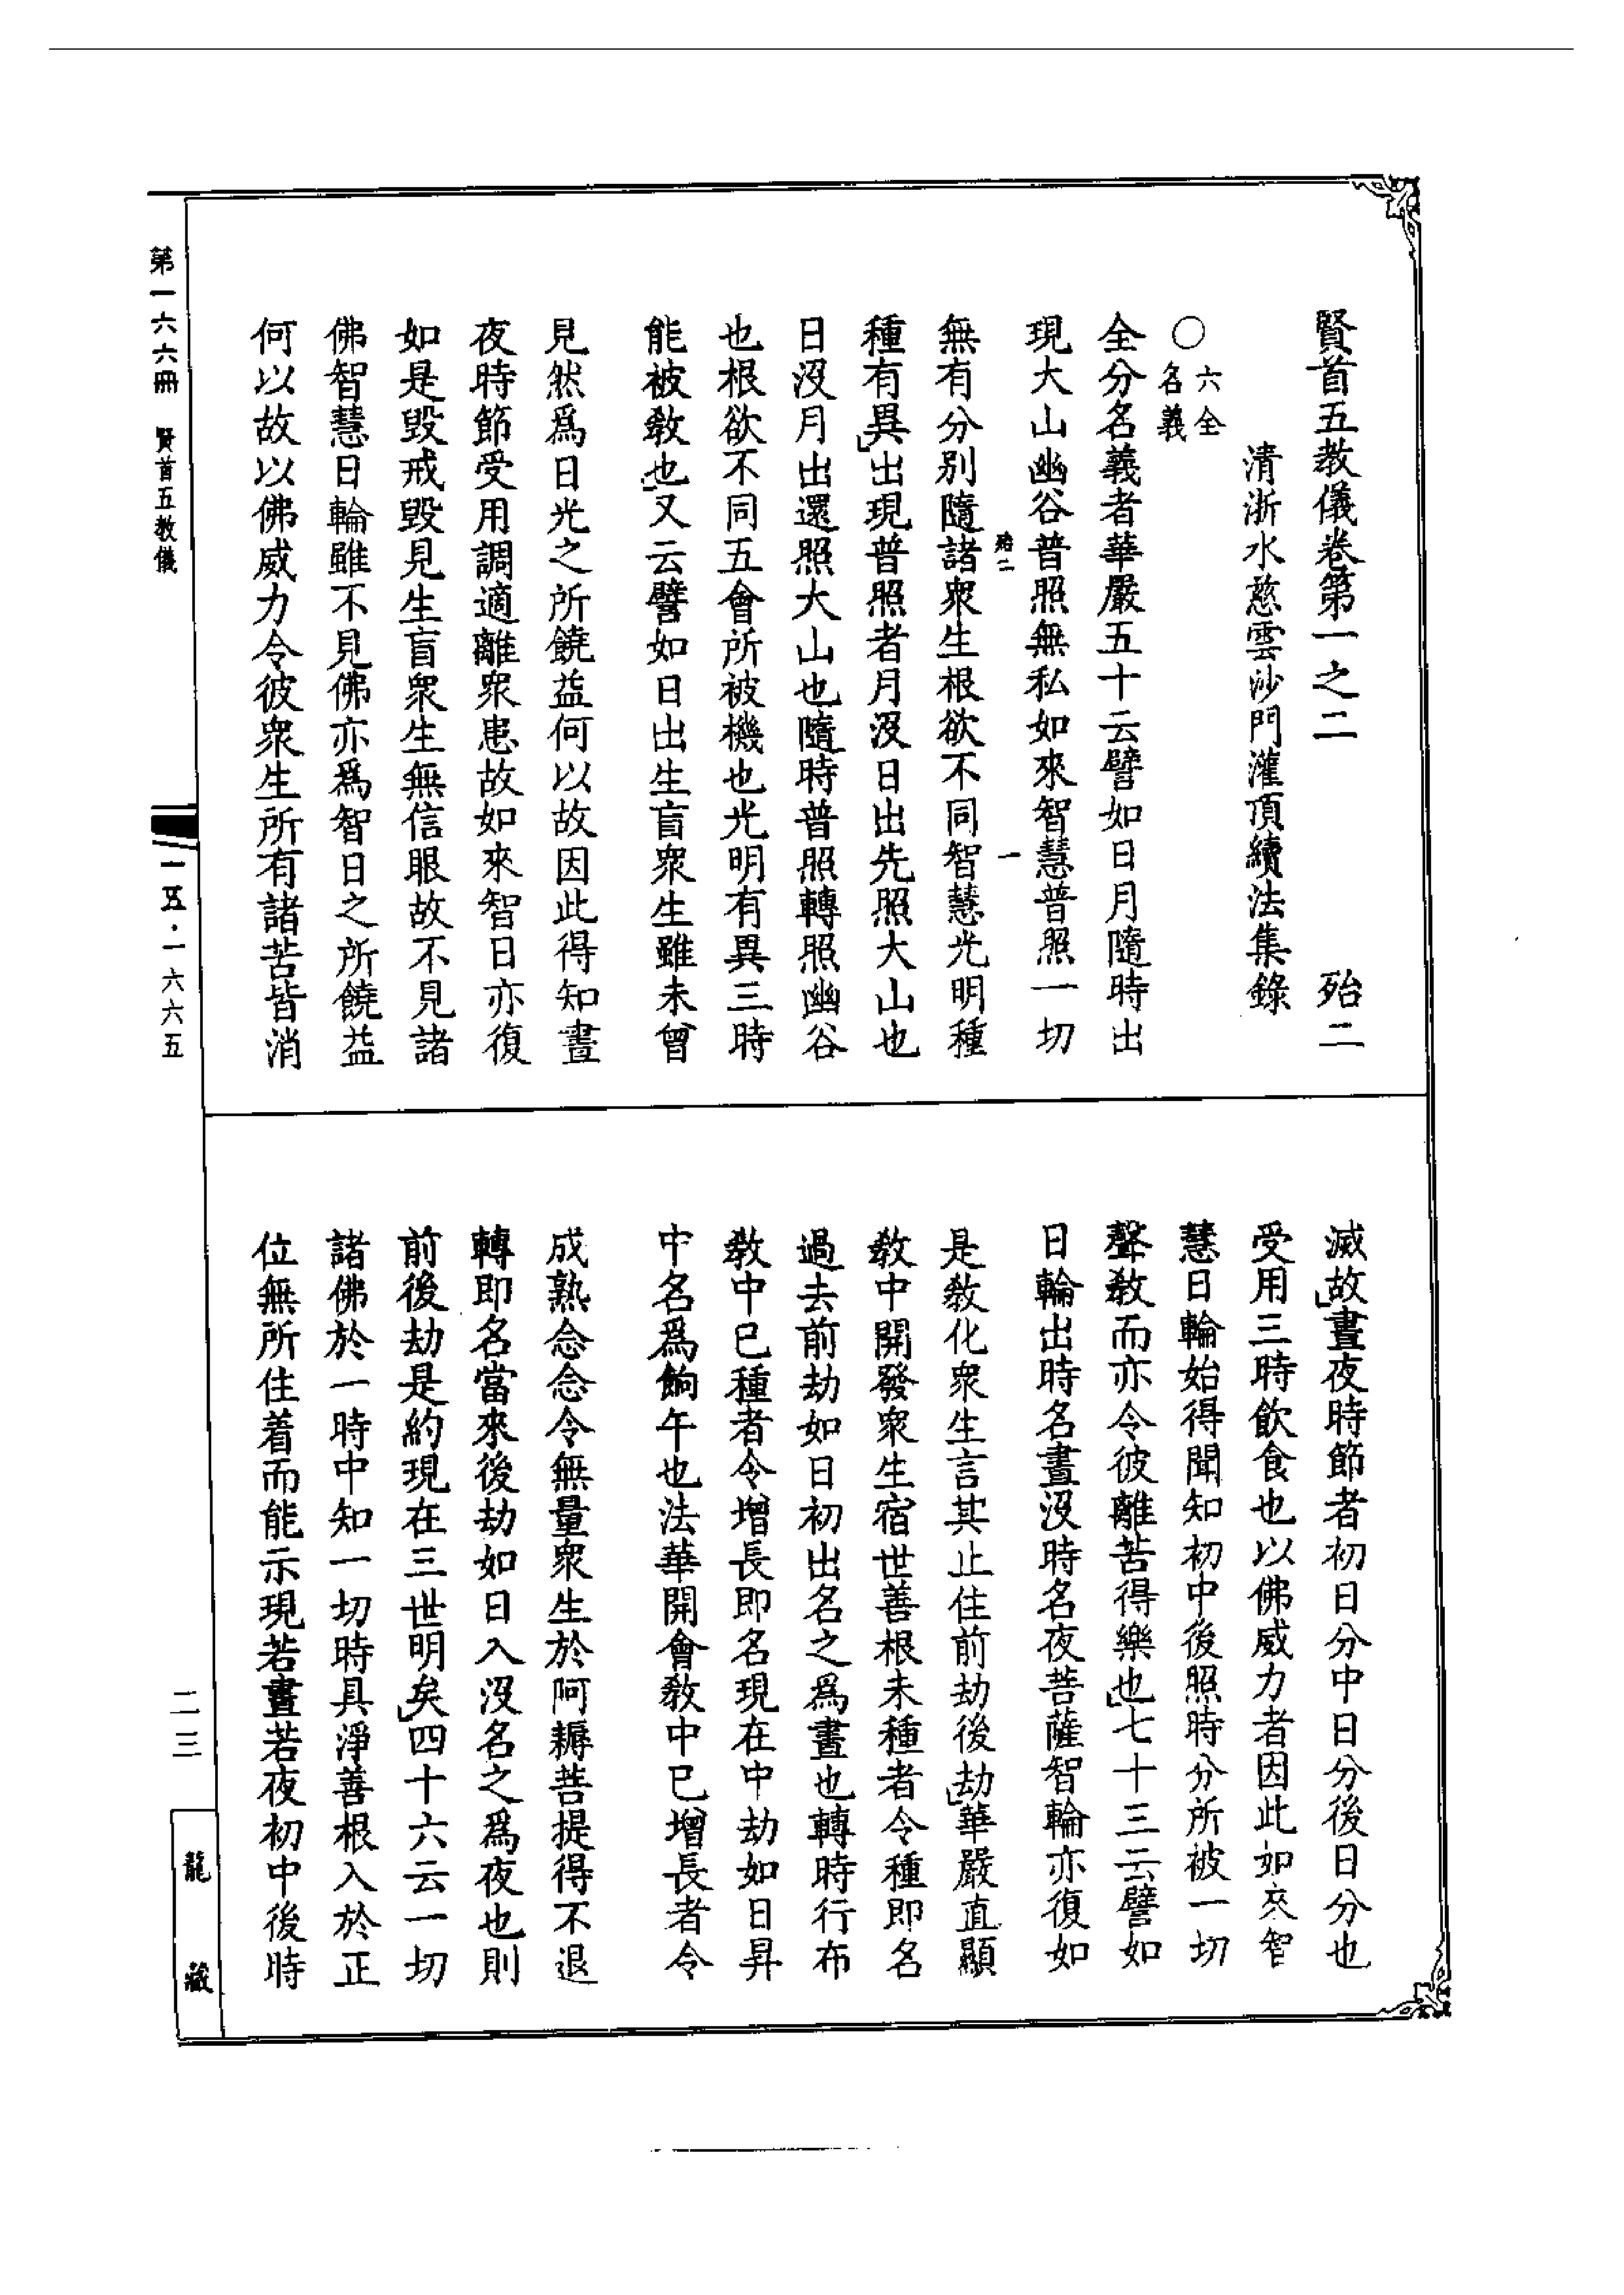 賢首五教儀卷第一之二　殆二
清浙水慈雲沙門灌頂續法集錄
○六全名義
全分名義者華嚴五十云譬如日月隨時出
現大山幽谷普照無私如來智慧普照一切
殆二　一
無有分別隨諸衆生根欲不同智慧光明種
種有異」出現普照者月沒日出先照大山也
日沒月出還照大山也隨時普照轉照幽谷
也根欲不同五會所被機也光明有異三時
能被教也」又云譬如日出生盲衆生雖未曾
見然爲日光之所饒益何以故因此得知晝
夜時節受用調適離衆患故如來智日亦復
如是毀戒毀見生盲衆生無信眼故不見諸
佛智慧日輪雖不見佛亦爲智日之所饒益
何以故以佛威力令彼衆生所有諸苦皆消
滅故」晝夜時節者初日分中日分後日分也
受用三時飲食也以佛威力者因此如來智
慧日輪始得聞知初中後照時分所被一切
聲教而亦令彼離苦得樂也」七十三云譬如
日輪出時名晝沒時名夜菩薩智輪亦復如
是教化衆生言其止住前劫後劫」華嚴直顯
教中開發衆生宿世善根未種者令種即名
過去前劫如日初出名之爲晝也轉時行布
教中已種者令增長即名現在中劫如日昇
中名爲餉午也法華開會教中已增長者令
成熟念念令無量衆生於阿耨菩提得不退
轉即名當來後劫如日入沒名之爲夜也則
前後劫是約現在三世明矣」四十六云一切
諸佛於一時中知一切時具淨善根入於正
位無所住着而能示現若晝若夜初中後時
第一六六冊　賢首五教儀
一五·一六六五
二三
龍藏